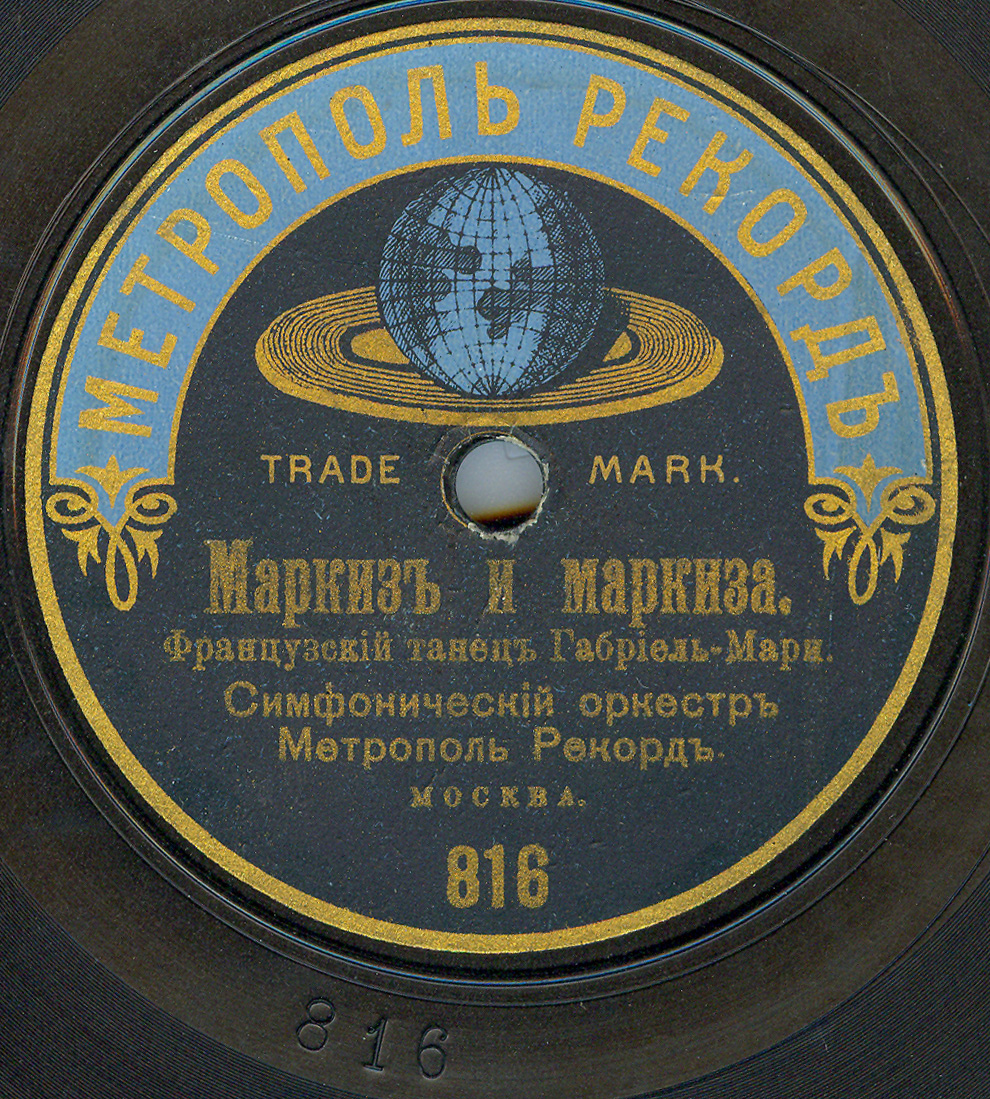 МЕТРОПОЛЬ РЕКОРДЪ
TRADE MARK.
Маркизъ и маркиза.
Французскій танецъ Габріель-Мари.
Симфоническій оркестръ
Метрополь Рекордъ.
МОСКВА.
816
816